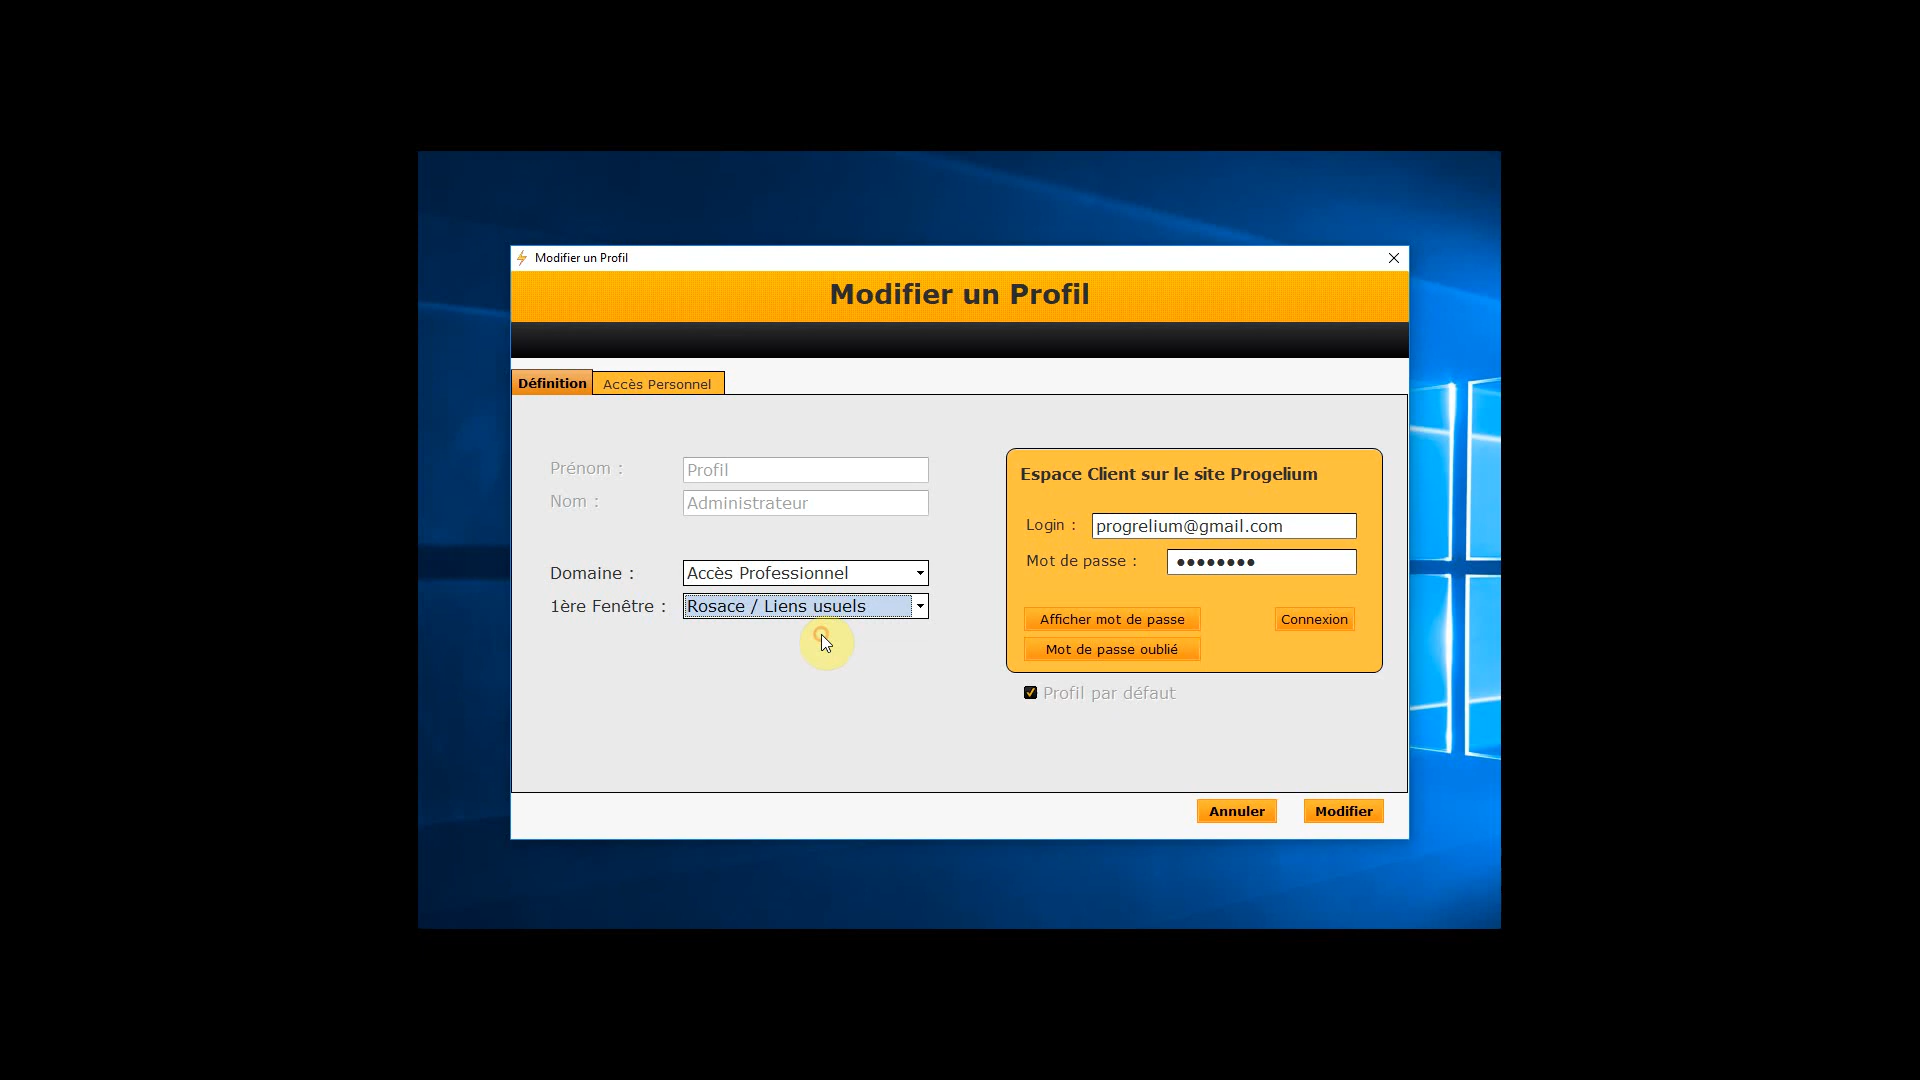 Modifier un Profil
Modifier un Profil
Définition
Accès Personnel
Prénom :
Profil
Nom :
Administrateur
Domaine :
Accès Professionnel
1ère Fenêtre :
Rosace / Liens usuels
Espace Client sur le site Progelium
Login :
progrelium@gmail.com
Mot de passe :
●●●●●●●●
Afficher mot de passe
Connexion
Mot de passe oublié
Profil par défaut
Annuler
Modifier